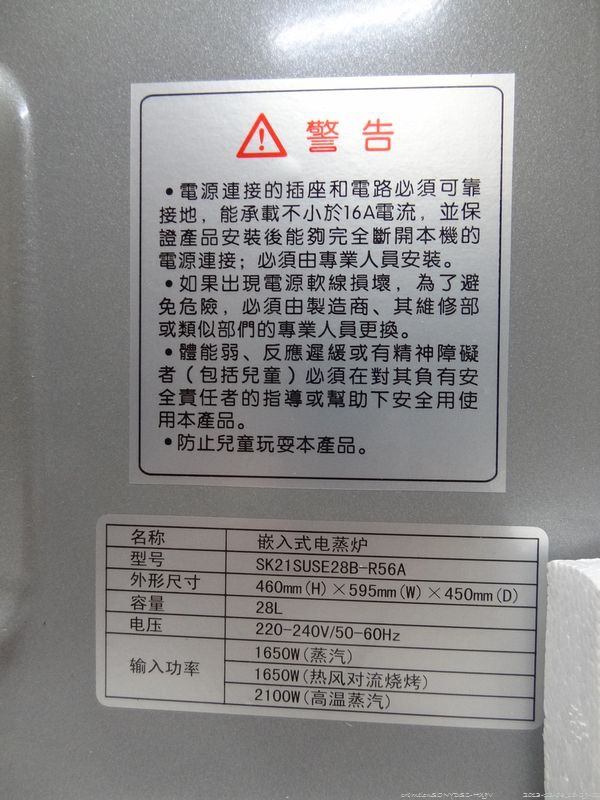 警告
•電源連接的插座和電路必須可靠
接地，能承載不小於16A電流，並保
證產品安裝後能夠完全斷開本機的
電源連接；必須由專業人員安裝。
•如果出現電源軟線損壞，為了避
免危險，必須由製造商、其維修部
或類似部們的專業人員更換。
•體能弱、反應遲緩或有精神障礙
者（包括兒童）必須在對其負有安
全責任者的指導或幫助下安全用使
用本產品。
•防止兒童玩耍本產品。
名称 嵌入式电蒸炉
型号 SK21SUSE28B-R56A
外形尺寸 460mm(H)×595mm(W)×450mm(D)
容量 28L
电压 220-240V/50-60Hz
输入功率 1650W(蒸汽)
1650W(热风对流烧烤)
2100W(高温蒸汽)